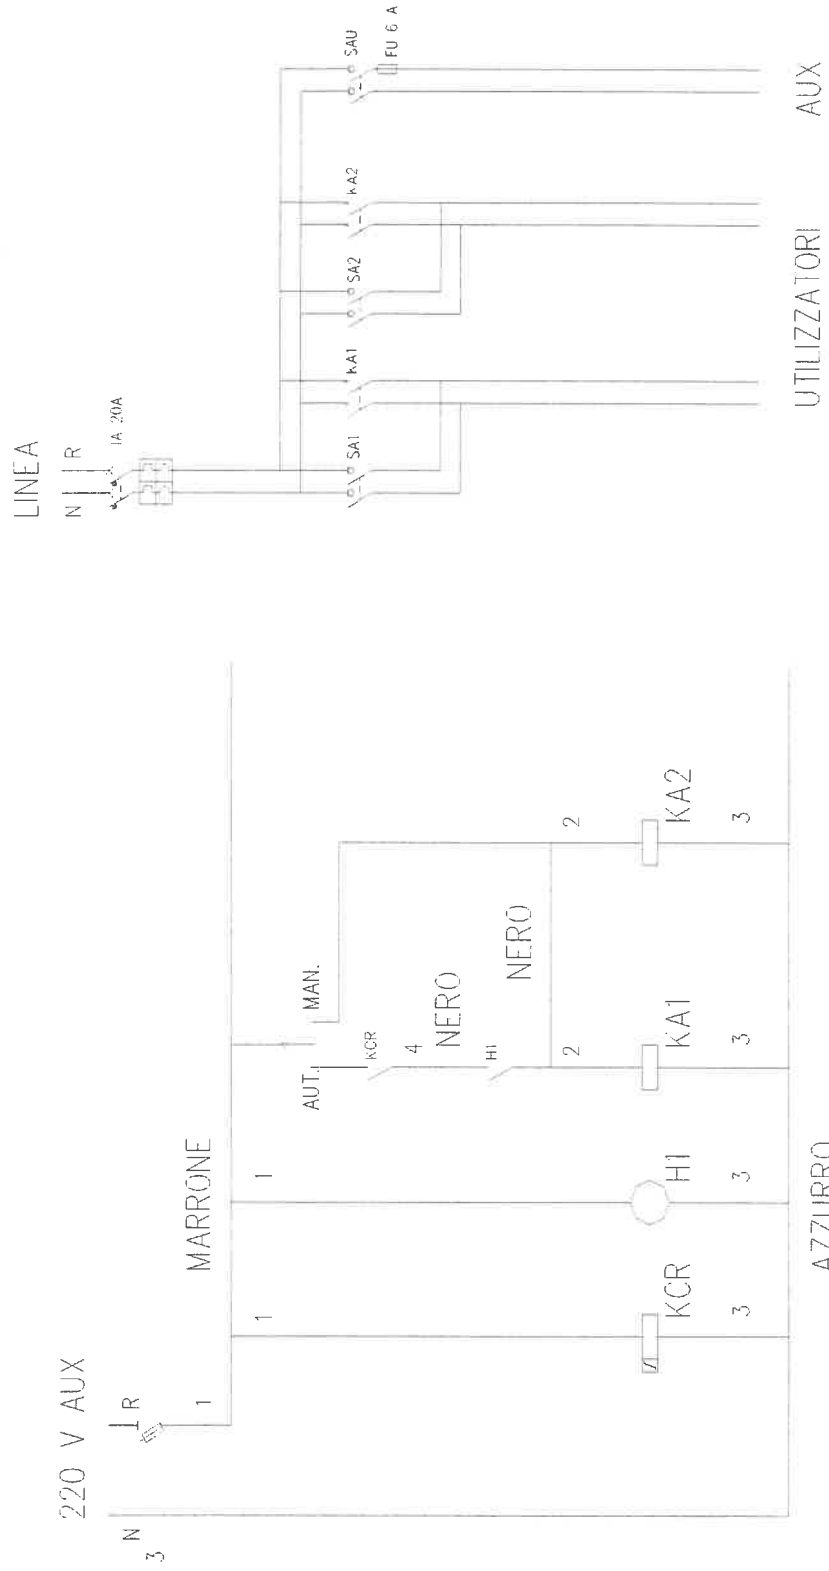 220 V AUX
N
3
R
1
MARRONE
1
1
AUT.
MAN.
KCR
4
NERO
H1
NERO
2
2
KCR
H1
KA1
KA2
3
3
3
3
AZZURRO
LINEA
N
R
IA 20A
SA1
KA1
SA2
KA2
SAU
FU 6 A
UTILIZZATORI
AUX